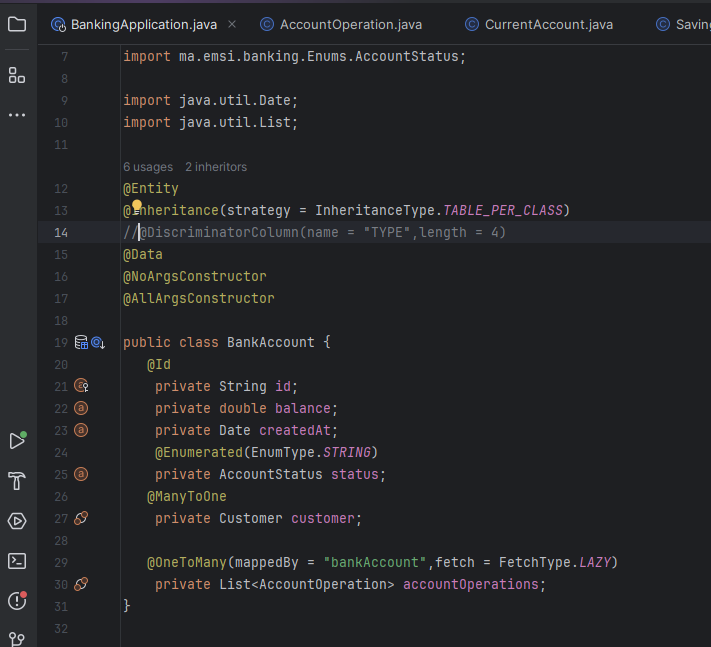 BankingApplication.java
AccountOperation.java
CurrentAccount.java
Saving
7 import ma.emsi.banking.Enums.AccountStatus;
8
9 import java.util.Date;
10 import java.util.List;
11
6 usages 2 inheritors
12 @Entity
13 @Inheritance(strategy = InheritanceType.TABLE_PER_CLASS)
14 //@DiscriminatorColumn(name = "TYPE",length = 4)
15 @Data
16 @NoArgsConstructor
17 @AllArgsConstructor
18
19 public class BankAccount {
20 @Id
21 private String id;
22 private double balance;
23 private Date createdAt;
24 @Enumerated(EnumType.STRING)
25 private AccountStatus status;
26 @ManyToOne
27 private Customer customer;
28
29 @OneToMany(mappedBy = "bankAccount",fetch = FetchType.LAZY)
30 private List<AccountOperation> accountOperations;
31 }
32